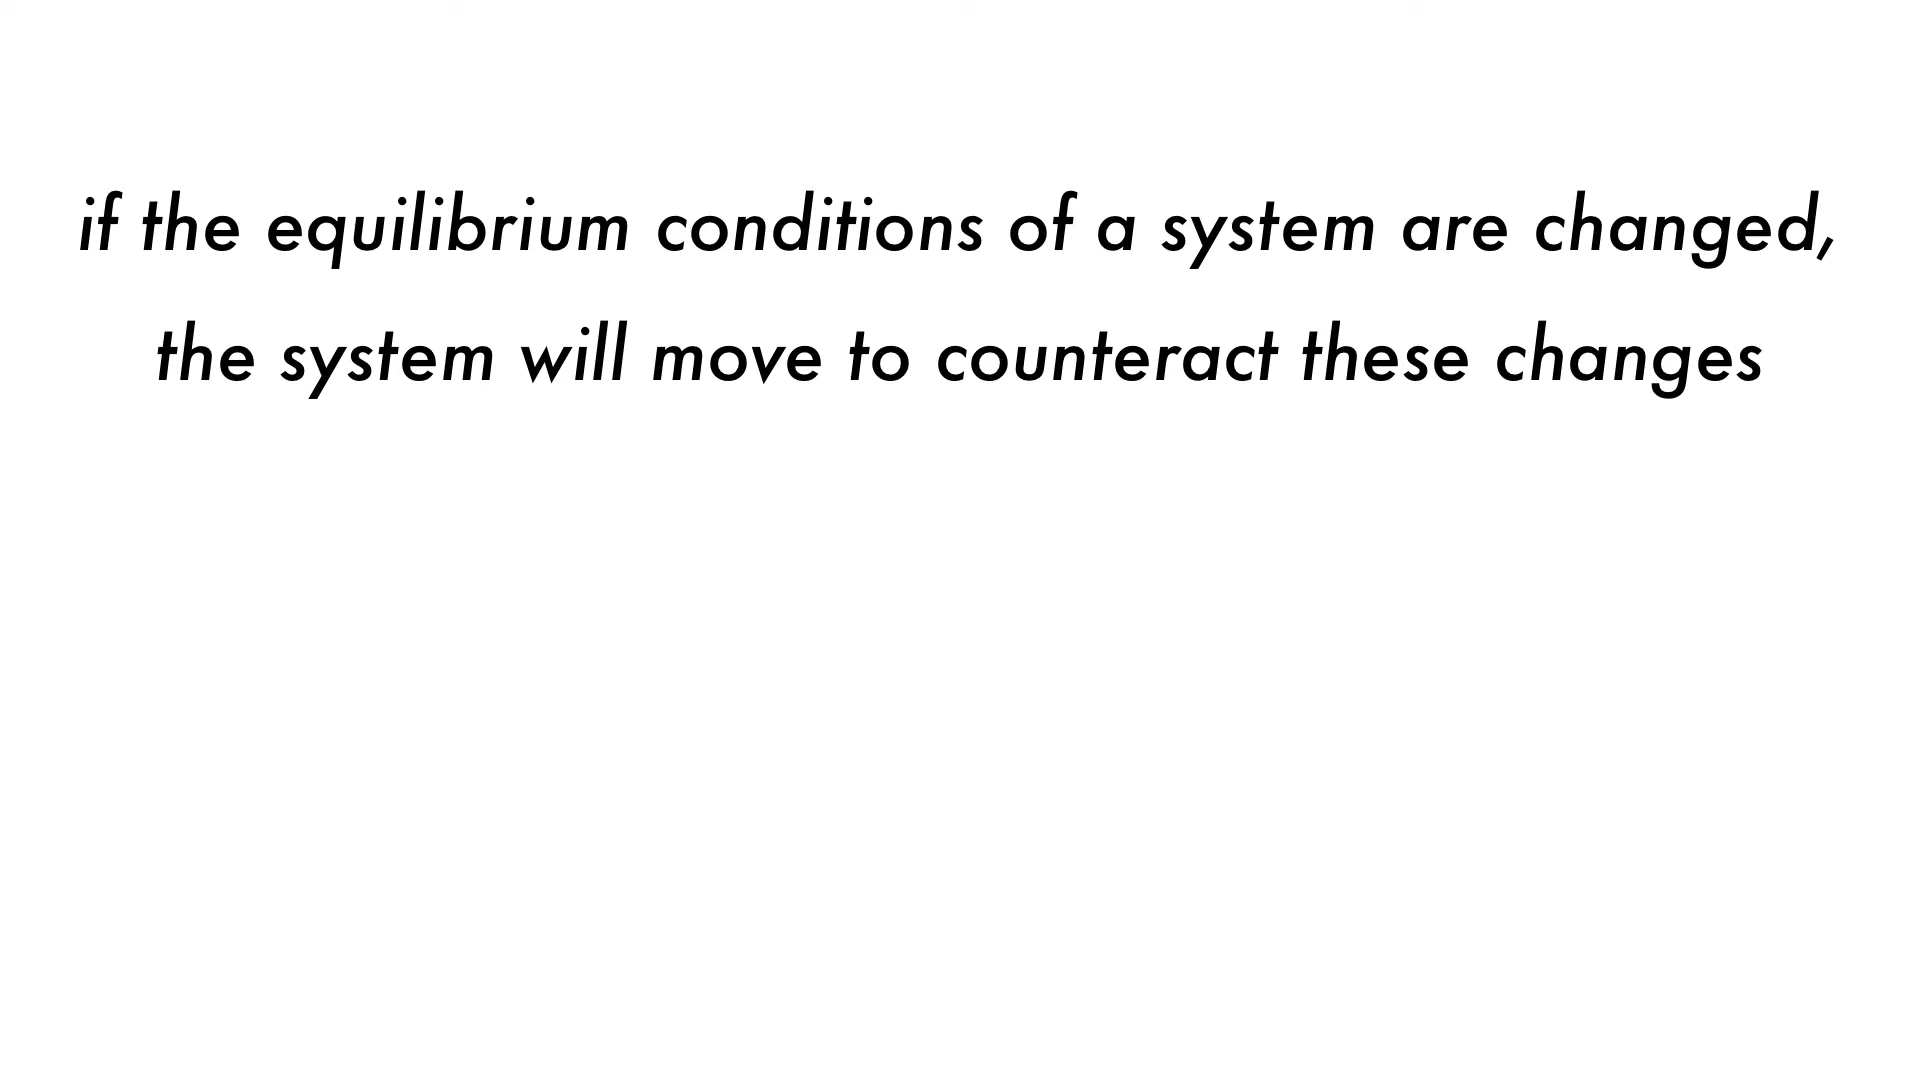 if the equilibrium conditions of a system are changed,
the system will move to counteract these changes